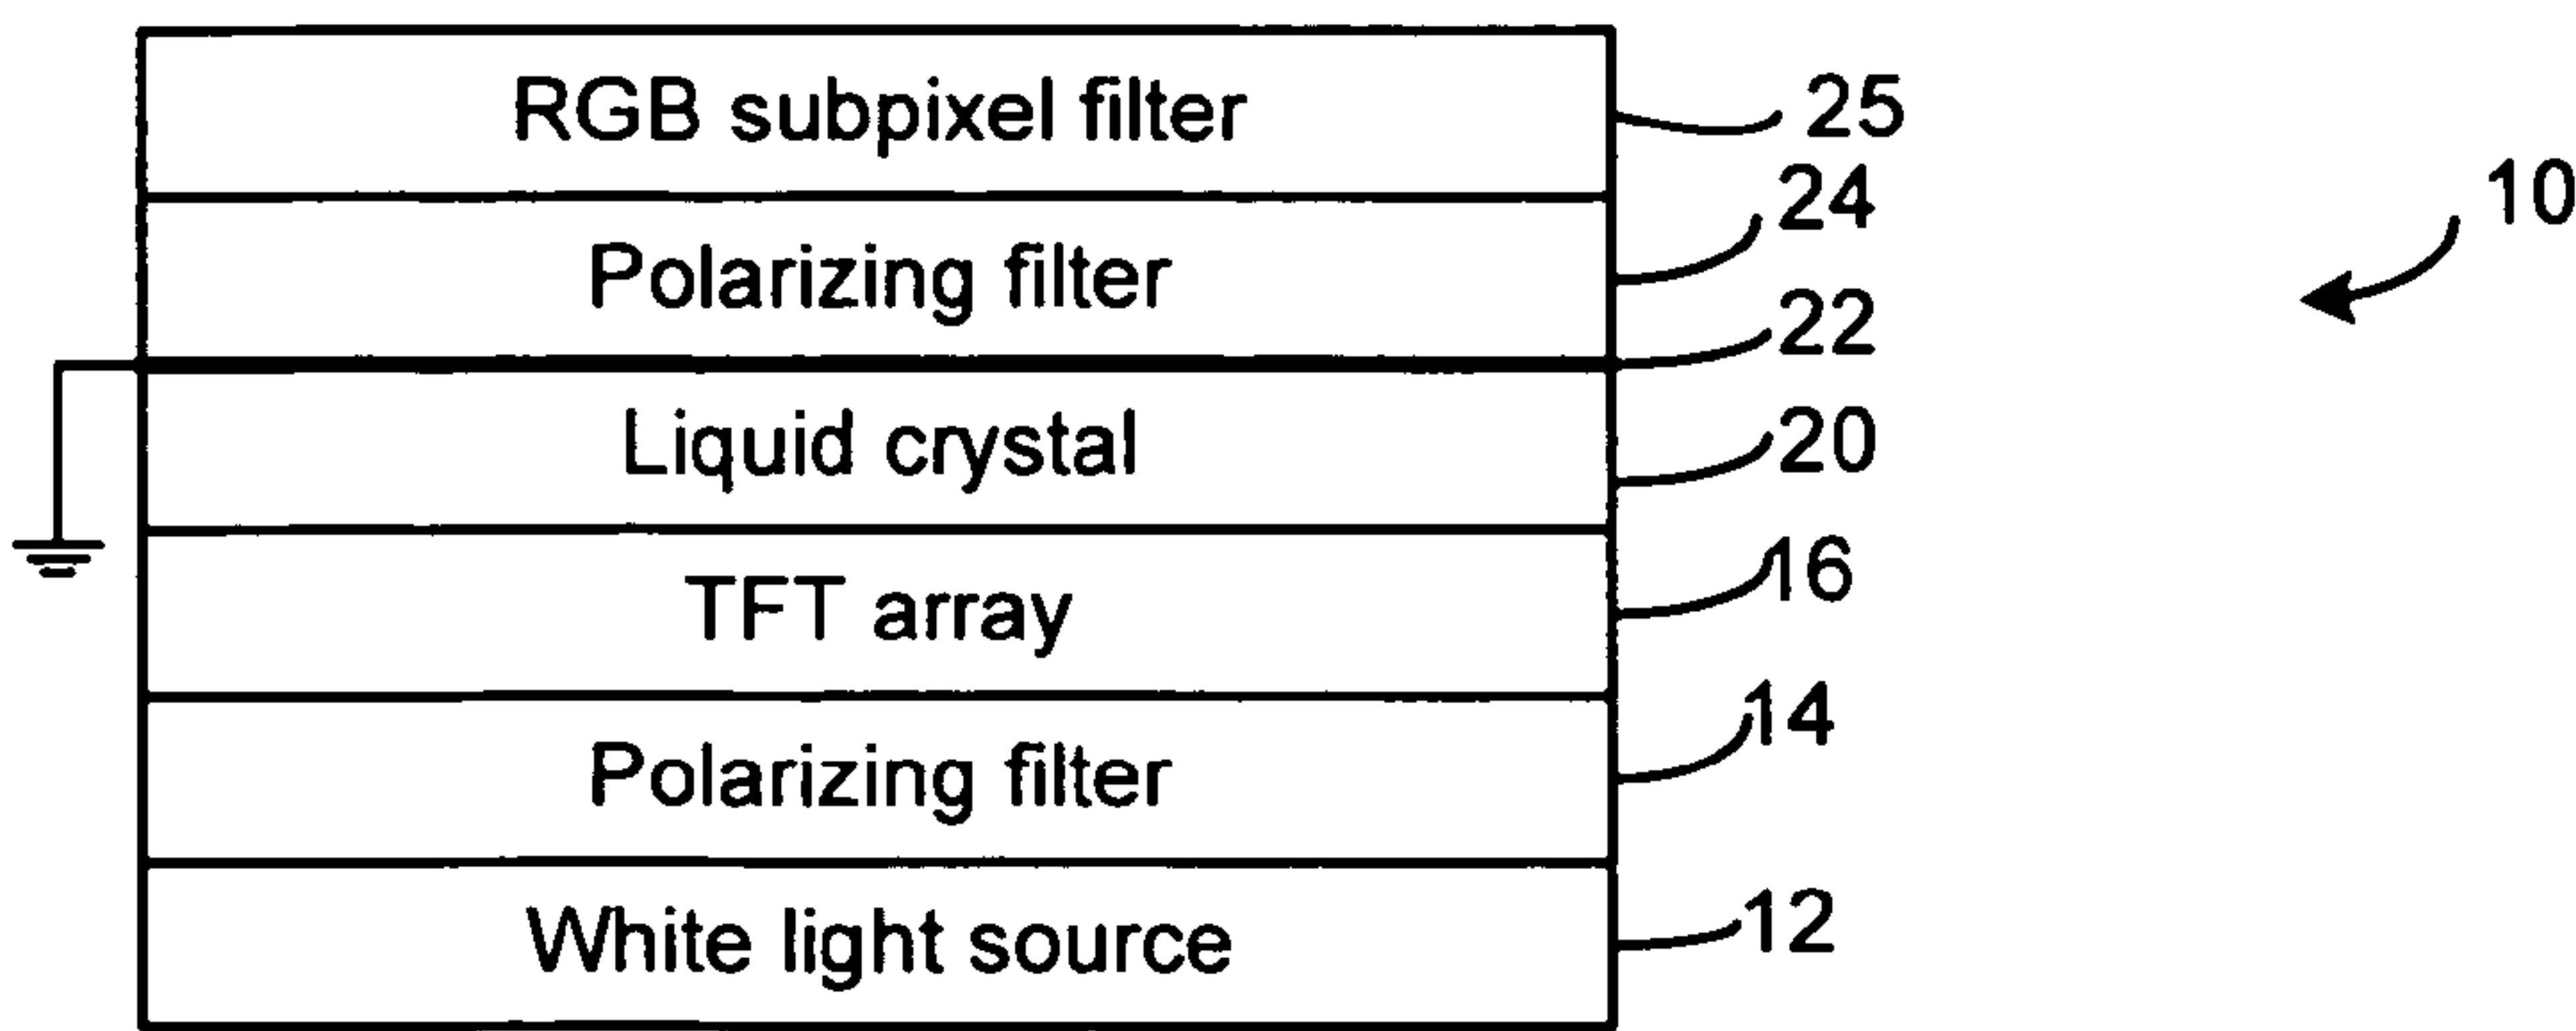 RGB subpixel filter 25
Polarizing filter 24
10
22
Liquid crystal 20
TFT array 16
Polarizing filter 14
White light source 12